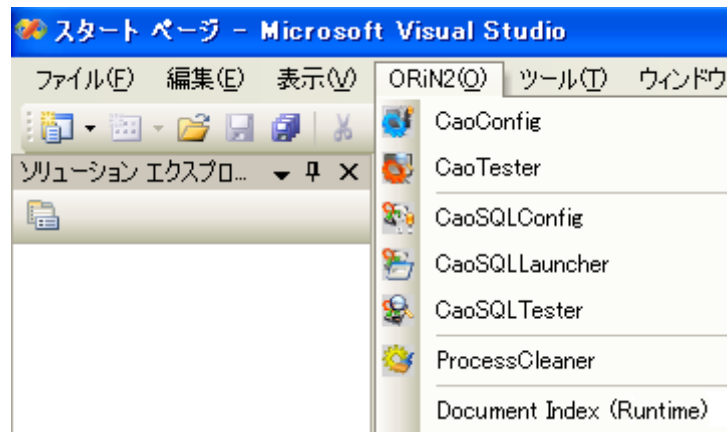 スタート ページ - Microsoft Visual Studio
ファイル(F) 編集(E) 表示(V) ORiN2(O) ツール(T) ウィンドウ
ソリューション エクスプロ...
CaoConfig
CaoTester
CaoSQLConfig
CaoSQLLauncher
CaoSQLTester
ProcessCleaner
Document Index (Runtime)